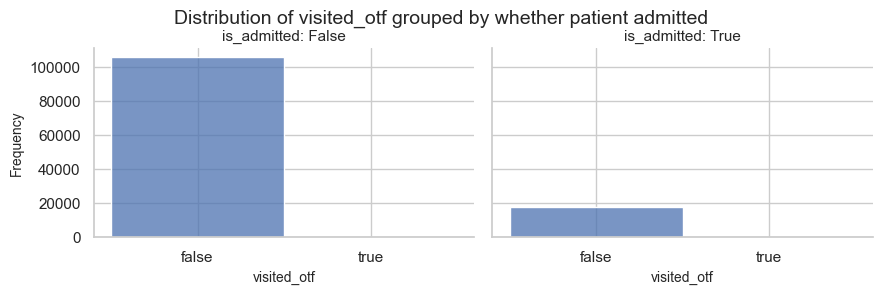 Distribution of visited_otf grouped by whether patient admitted
is_admitted: False
is_admitted: True
Frequency
100000
80000
60000
40000
20000
0
false
true
false
true
visited_otf
visited_otf